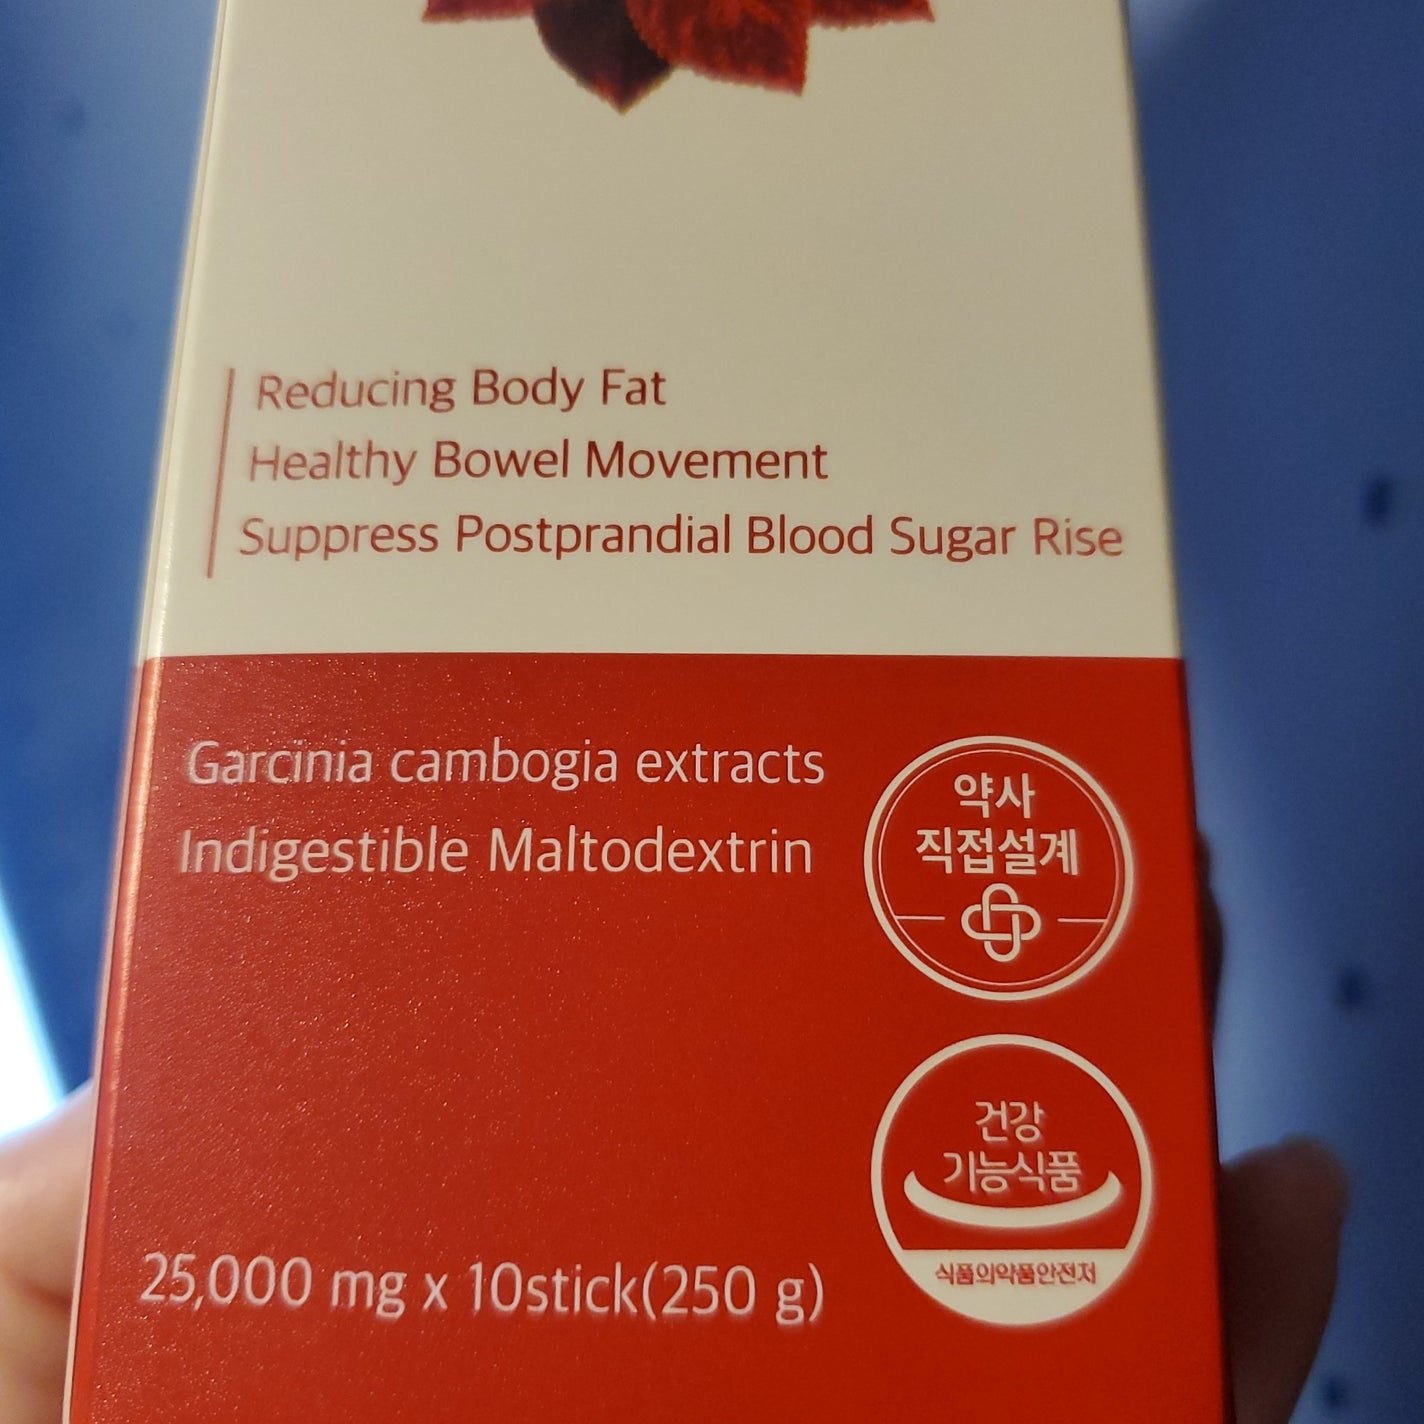 Reducing Body Fat
Healthy Bowel Movement
Suppress Postprandial Blood Sugar Rise
Garcinia cambogia extracts
Indigestible Maltodextrin
약사
직접설계
건강
기능식품
식품의약품안전처
25,000 mg x 10stick(250 g)